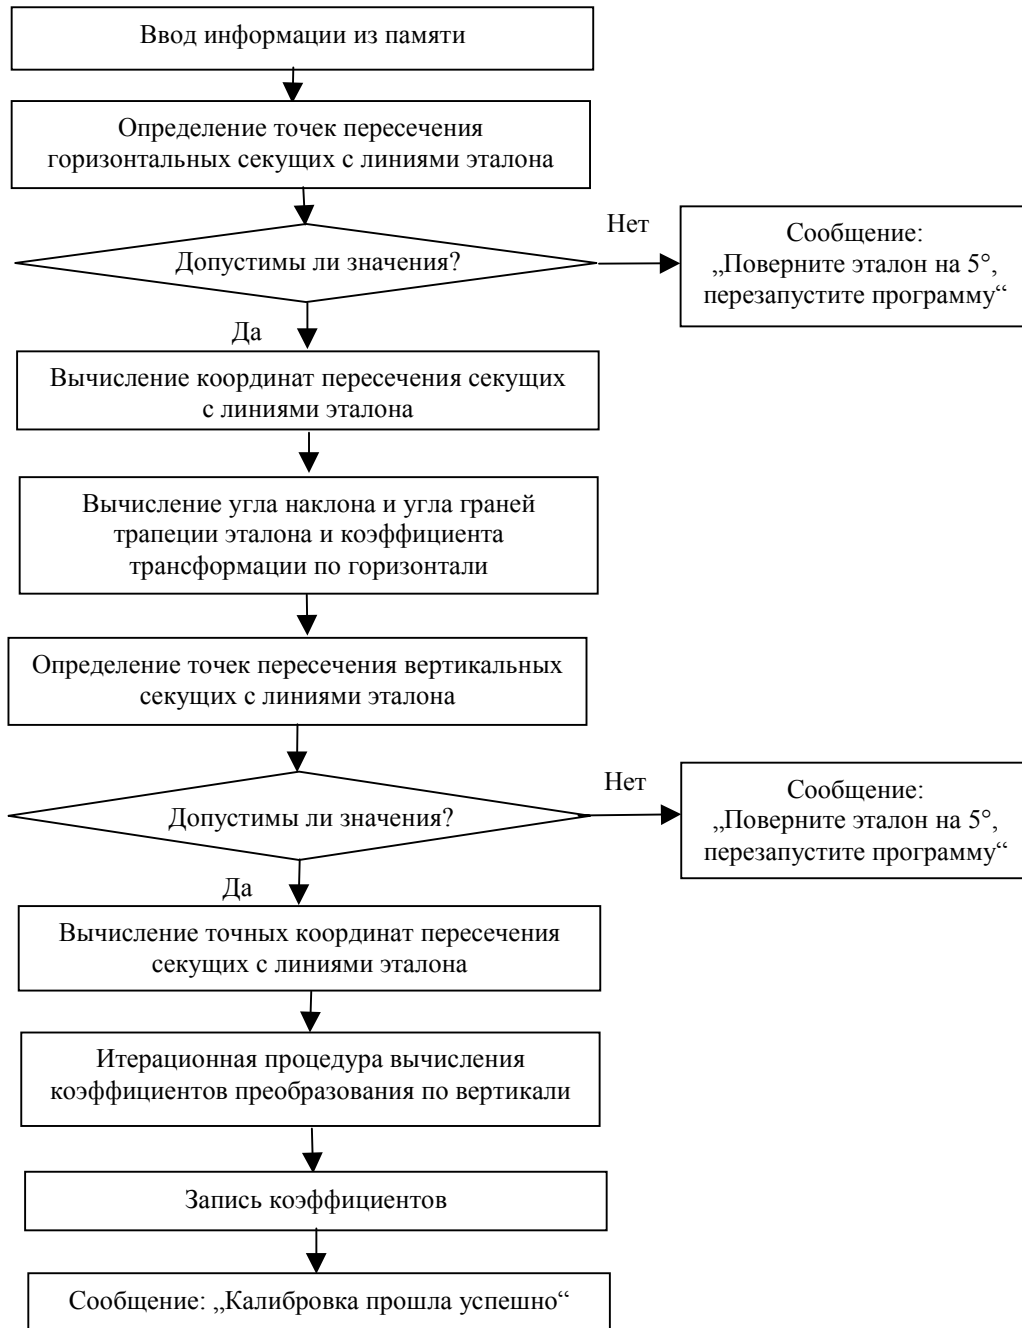 Ввод информации из памяти
Определение точек пересечения
горизонтальных секущих с линиями эталона
Допустимы ли значения?
Нет
Сообщение:
„Поверните эталон на 5°,
перезапустите программу“
Да
Вычисление координат пересечения секущих
с линиями эталона
Вычисление угла наклона и угла граней
трапеции эталона и коэффициента
трансформации по горизонтали
Определение точек пересечения вертикальных
секущих с линиями эталона
Допустимы ли значения?
Нет
Сообщение:
„Поверните эталон на 5°,
перезапустите программу“
Да
Вычисление точных координат пересечения
секущих с линиями эталона
Итерационная процедура вычисления
коэффициентов преобразования по вертикали
Запись коэффициентов
Сообщение: „Калибровка прошла успешно“